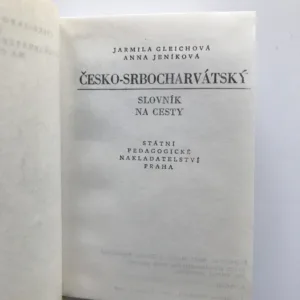 JARMILA GLEICHOVÁ
ANNA JENÍKOVÁ
ČESKO-SRBOCHARVÁTSKÝ
SLOVNÍK
NA CESTY
STÁTNÍ
PEDAGOGICKÉ
NAKLADATELSTVÍ
PRAHA